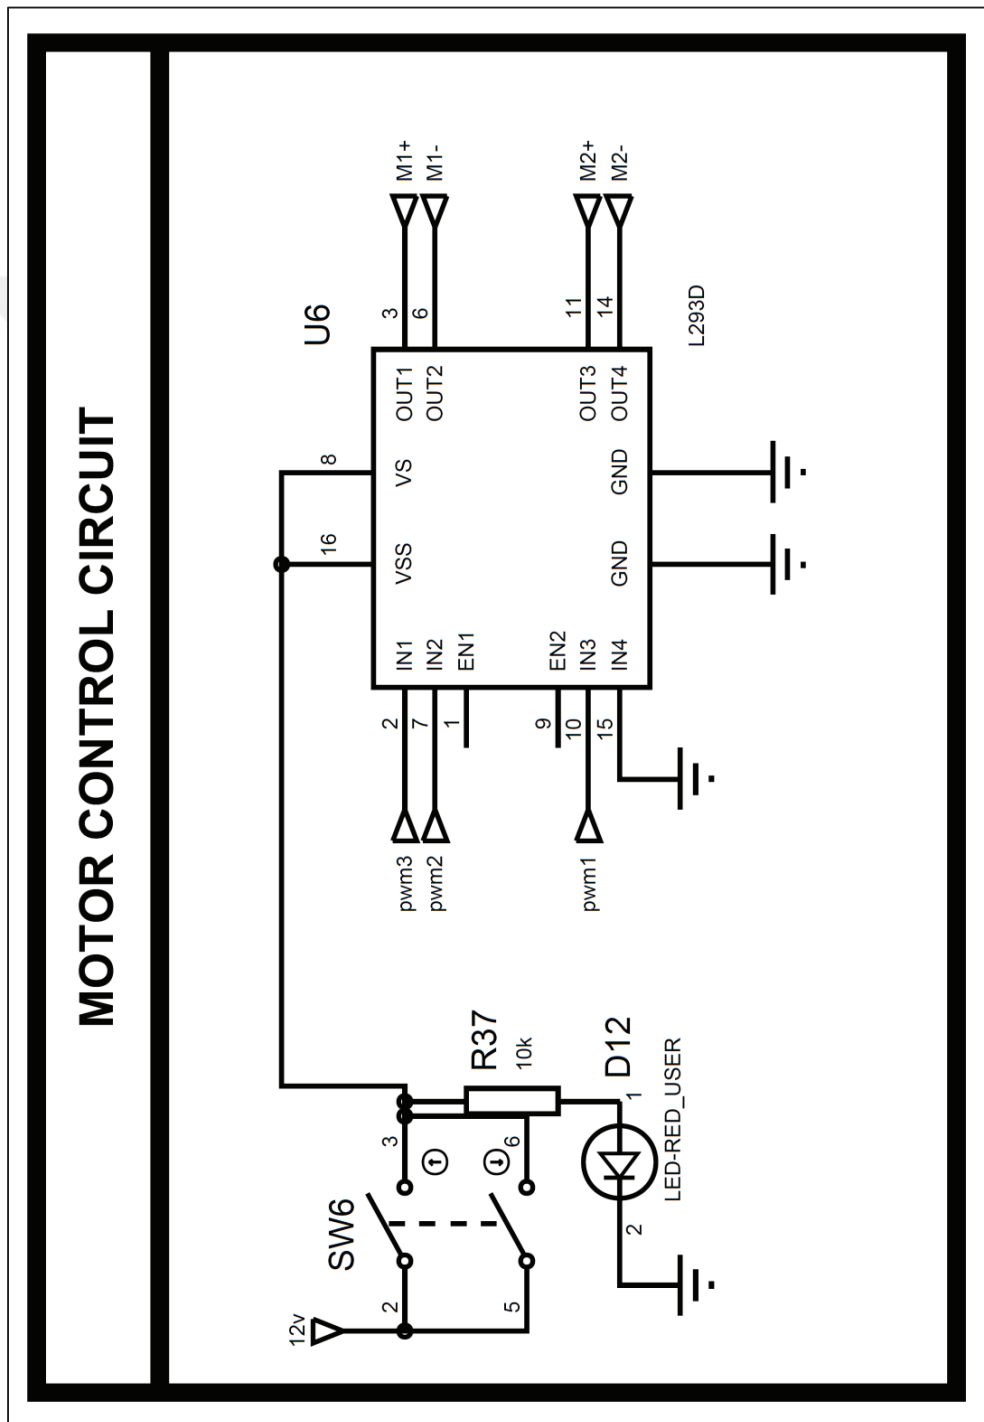 MOTOR CONTROL CIRCUIT
12v
SW6
2
3
5
6
R37
10k
D12
1
2
LED-RED_USER
U6
16
8
VSS
VS
pwm3
2
IN1
OUT1
3
M1+
pwm2
7
IN2
OUT2
6
M1-
1
EN1
9
EN2
pwm1
10
IN3
OUT3
11
M2+
15
IN4
GND
GND
OUT4
14
M2-
L293D